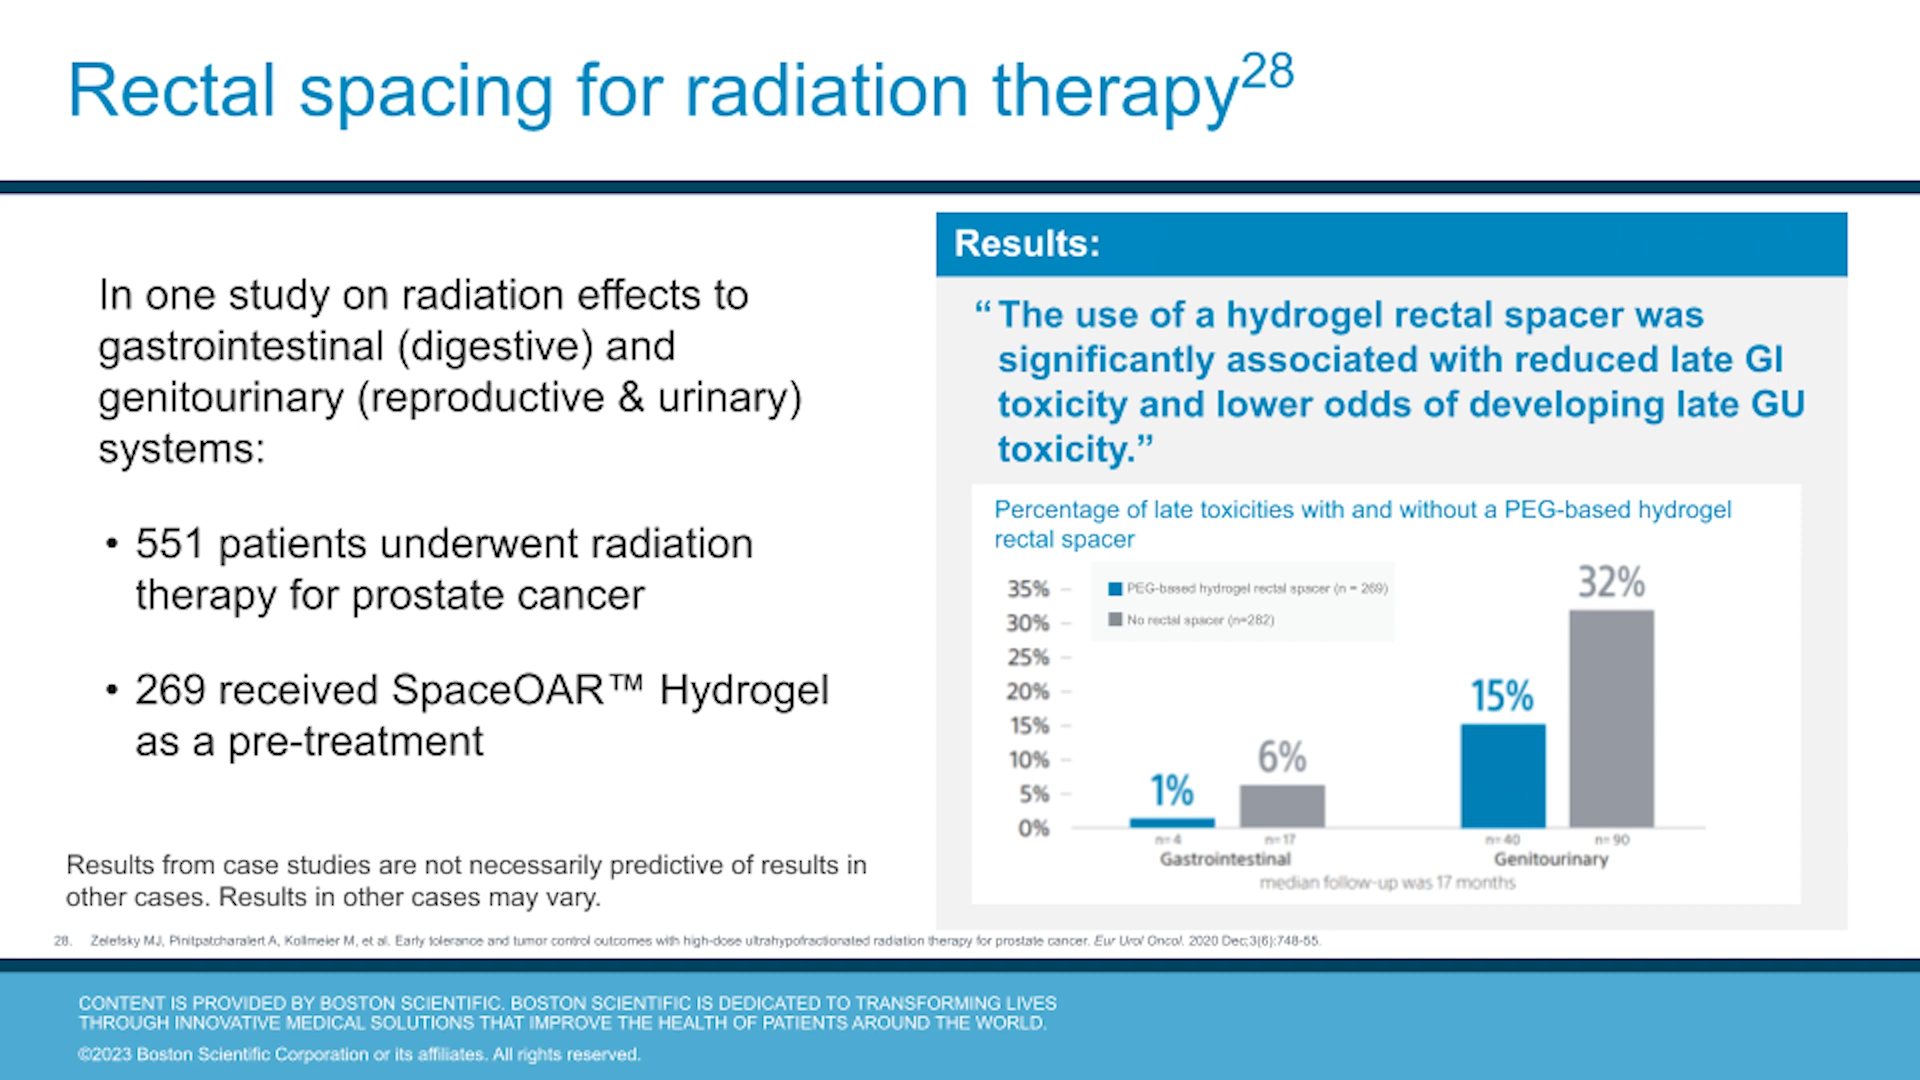 Rectal spacing for radiation therapy28
In one study on radiation effects to
gastrointestinal (digestive) and
genitourinary (reproductive & urinary)
systems:
• 551 patients underwent radiation
therapy for prostate cancer
• 269 received SpaceOAR™ Hydrogel
as a pre-treatment
Results from case studies are not necessarily predictive of results in
other cases. Results in other cases may vary.
Results:
“The use of a hydrogel rectal spacer was
significantly associated with reduced late GI
toxicity and lower odds of developing late GU
toxicity.”
Percentage of late toxicities with and without a PEG-based hydrogel
rectal spacer
35%
30%
25%
20%
15%
10%
5%
0%
PEG-based hydrogel rectal spacer (n = 269)
No rectal spacer (n=282)
1%
6%
15%
32%
n=4
n=17
n=40
n=90
Gastrointestinal
Genitourinary
median follow-up was 17 months
28. Zelefsky MJ, Pinitpatcharalert A, Kollmeier M, et al. Early tolerance and tumor control outcomes with high-dose ultrahypofractionated radiation therapy for prostate cancer. Eur Urol Oncol. 2020 Dec;3(6):748-55.
CONTENT IS PROVIDED BY BOSTON SCIENTIFIC. BOSTON SCIENTIFIC IS DEDICATED TO TRANSFORMING LIVES
THROUGH INNOVATIVE MEDICAL SOLUTIONS THAT IMPROVE THE HEALTH OF PATIENTS AROUND THE WORLD.
©2023 Boston Scientific Corporation or its affiliates. All rights reserved.